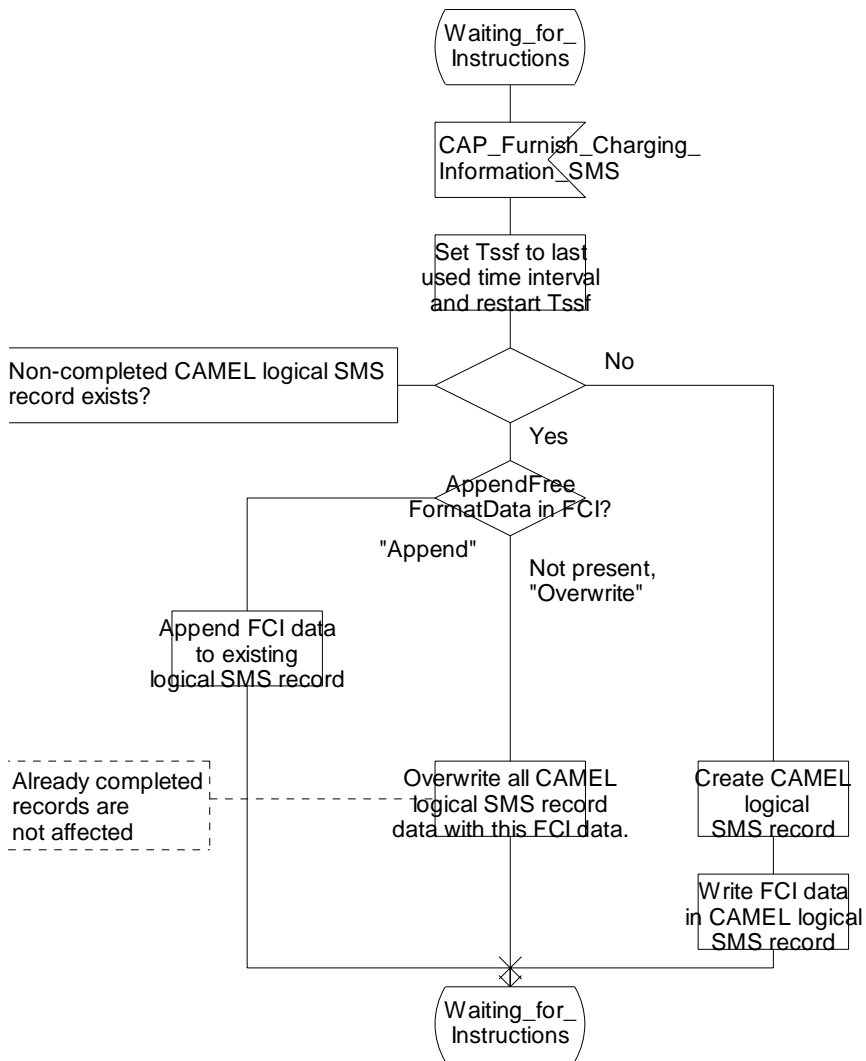 Waiting_for_
Instructions
CAP_Furnish_Charging_
Information_SMS
Set Tssf to last
used time interval
and restart Tssf
Non-completed CAMEL logical SMS
record exists?
No
Yes
AppendFree
FormatData in FCI?
"Append"
Not present,
"Overwrite"
Append FCI data
to existing
logical SMS record
Already completed
records are
not affected
Overwrite all CAMEL
logical SMS record
data with this FCI data.
Create CAMEL
logical
SMS record
Write FCI data
in CAMEL logical
SMS record
Waiting_for_
Instructions